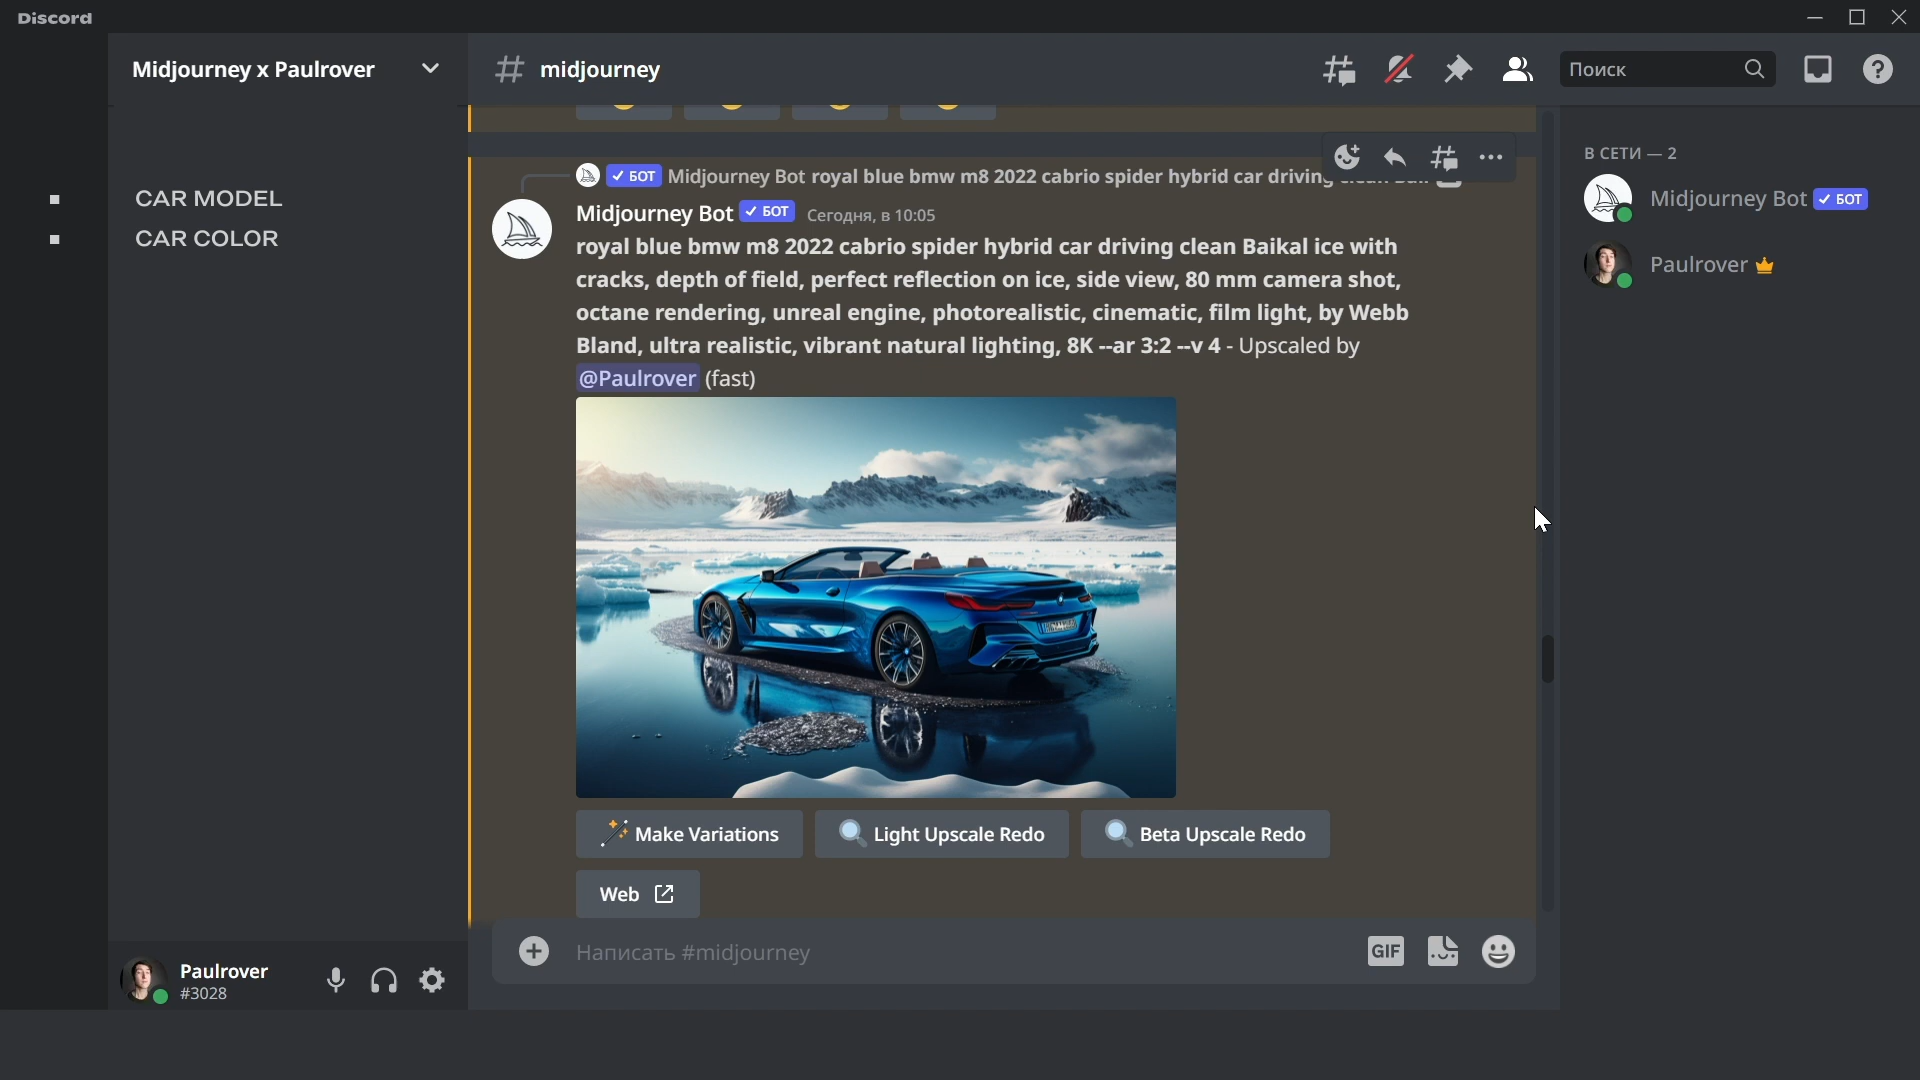 Discord
Midjourney x Paulrover
midjourney
Поиск
CAR MODEL
CAR COLOR
БОТ Midjourney Bot royal blue bmw m8 2022 cabrio spider hybrid car driving
Midjourney Bot БОТ Сегодня, в 10:05
royal blue bmw m8 2022 cabrio spider hybrid car driving clean Baikal ice with
cracks, depth of field, perfect reflection on ice, side view, 80 mm camera shot,
octane rendering, unreal engine, photorealistic, cinematic, film light, by Webb
Bland, ultra realistic, vibrant natural lighting, 8K --ar 3:2 --v 4 - Upscaled by
@Paulrover (fast)
Make Variations
Light Upscale Redo
Beta Upscale Redo
Web
Написать #midjourney
GIF
Paulrover
#3028
В СЕТИ — 2
Midjourney Bot БОТ
Paulrover